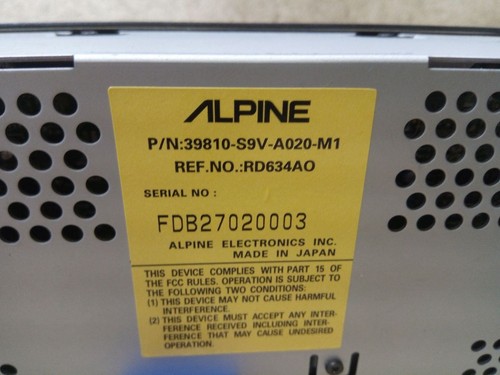 ALPINE
P/N:39810-S9V-A020-M1
REF.NO.:RD634AO
SERIAL NO :
FDB27020003
ALPINE ELECTRONICS INC.
MADE IN JAPAN
THIS DEVICE COMPLIES WITH PART 15 OF
THE FCC RULES. OPERATION IS SUBJECT TO
THE FOLLOWING TWO CONDITIONS:
(1) THIS DEVICE MAY NOT CAUSE HARMFUL
INTERFERENCE.
(2) THIS DEVICE MUST ACCEPT ANY INTER-
FERENCE RECEIVED INCLUDING INTER-
FERENCE THAT MAY CAUSE UNDESIRED
OPERATION.